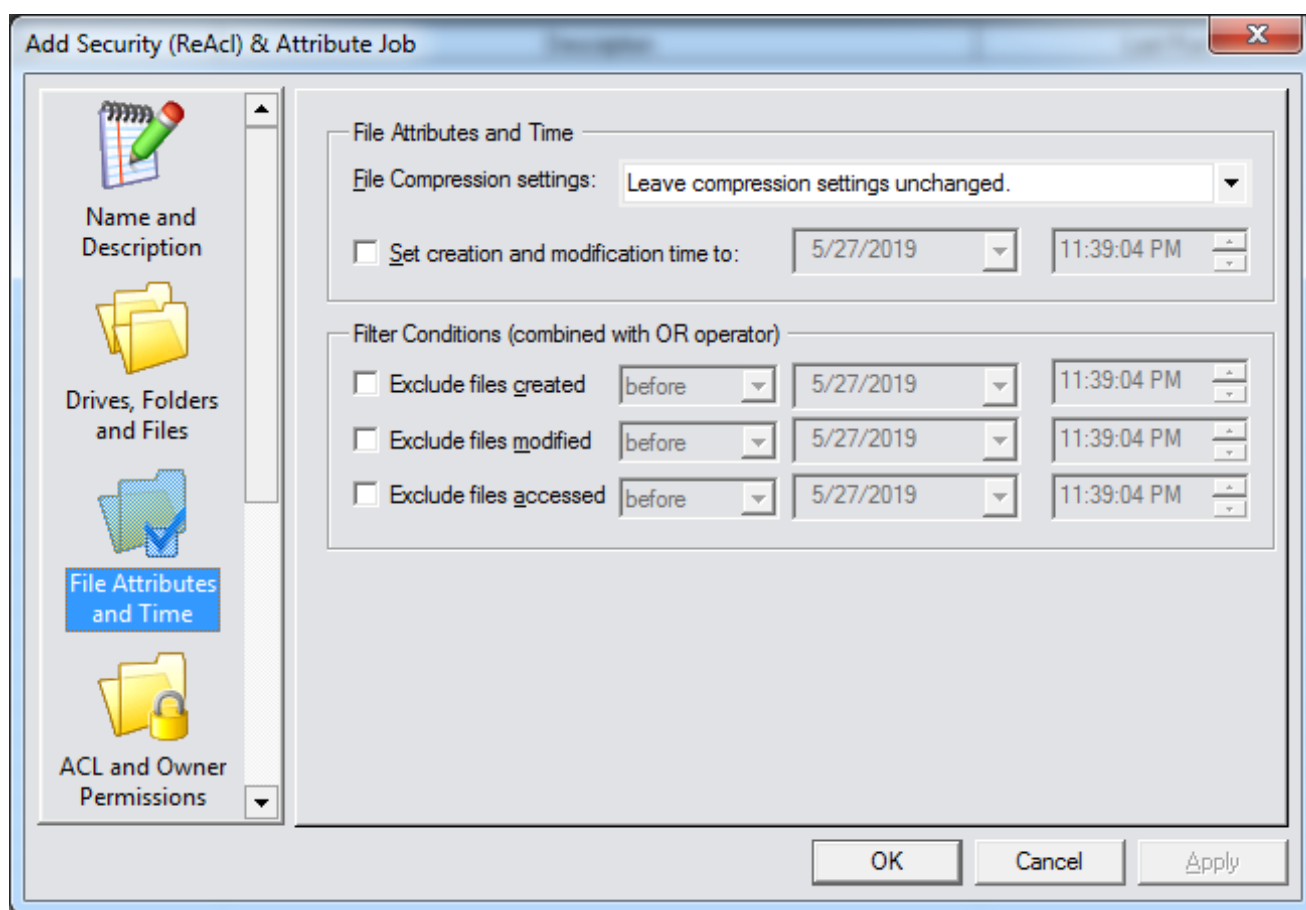 Add Security (ReAcl) & Attribute Job
Name and
Description
Drives, Folders
and Files
File Attributes
and Time
ACL and Owner
Permissions
File Attributes and Time
File Compression settings: Leave compression settings unchanged.
Set creation and modification time to: 5/27/2019 11:39:04 PM
Filter Conditions (combined with OR operator)
Exclude files created before 5/27/2019 11:39:04 PM
Exclude files modified before 5/27/2019 11:39:04 PM
Exclude files accessed before 5/27/2019 11:39:04 PM
OK Cancel Apply